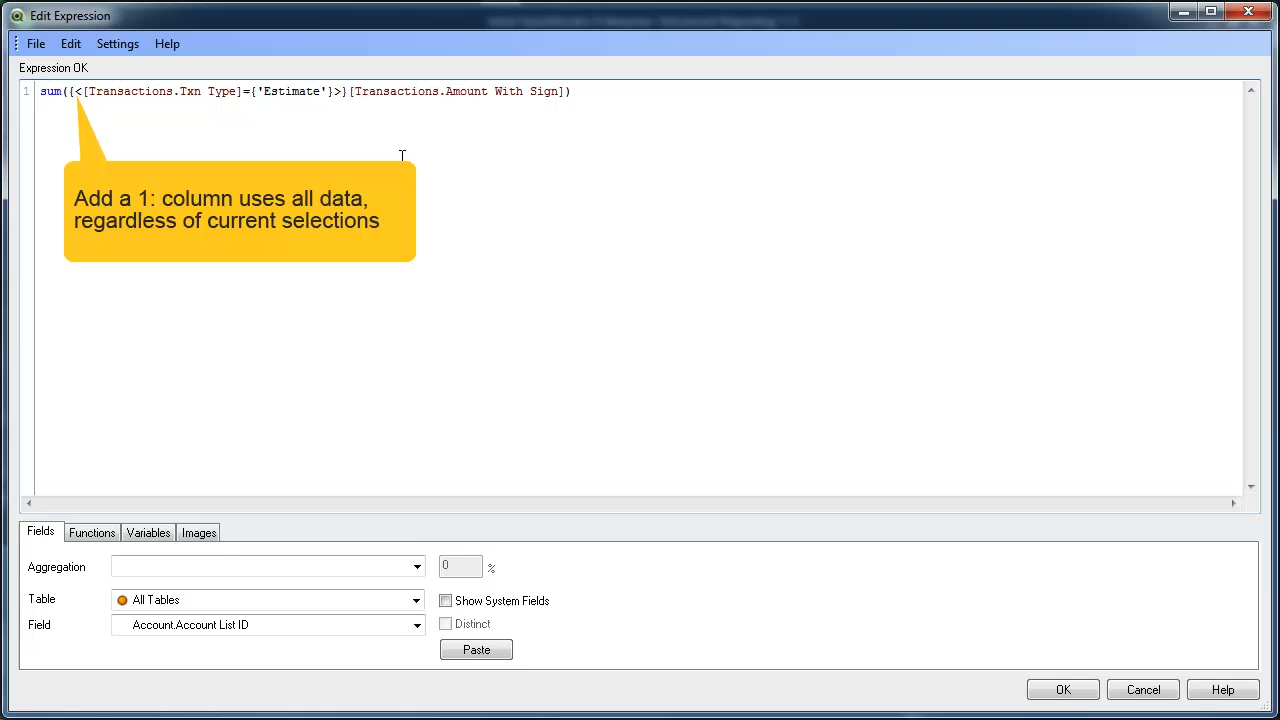 Edit Expression
File Edit Settings Help
Expression OK
1 sum({<[Transactions.Txn Type]={'Estimate'}>}[Transactions.Amount With Sign])
Add a 1: column uses all data,
regardless of current selections
Fields Functions Variables Images
Aggregation 0 %
Table All Tables Show System Fields
Field Account.Account List ID Distinct
Paste
OK Cancel Help